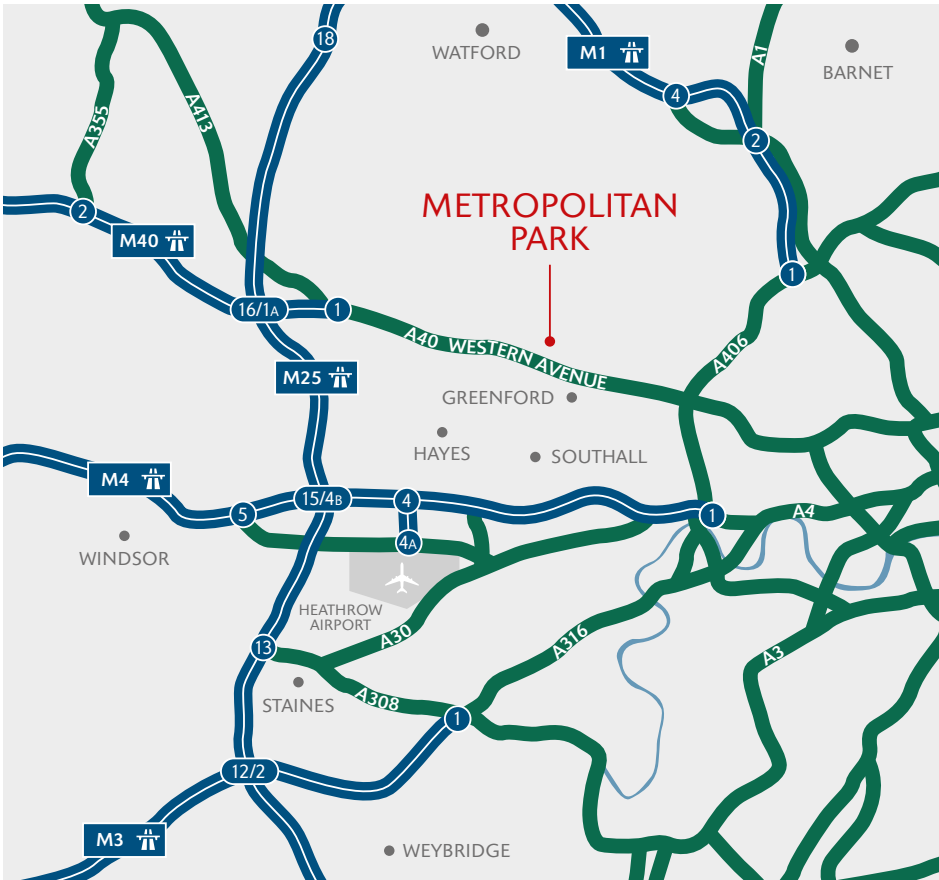 18
WATFORD
M1
A1
BARNET
4
A355
A413
2
2
METROPOLITAN
PARK
M40
1
16/1A
1
A40 WESTERN AVENUE
A406
M25
GREENFORD
HAYES
SOUTHALL
M4
15/4B
4
5
1
A4
4A
WINDSOR
HEATHROW
AIRPORT
A30
A316
13
A3
STAINES
A308
1
12/2
M3
WEYBRIDGE